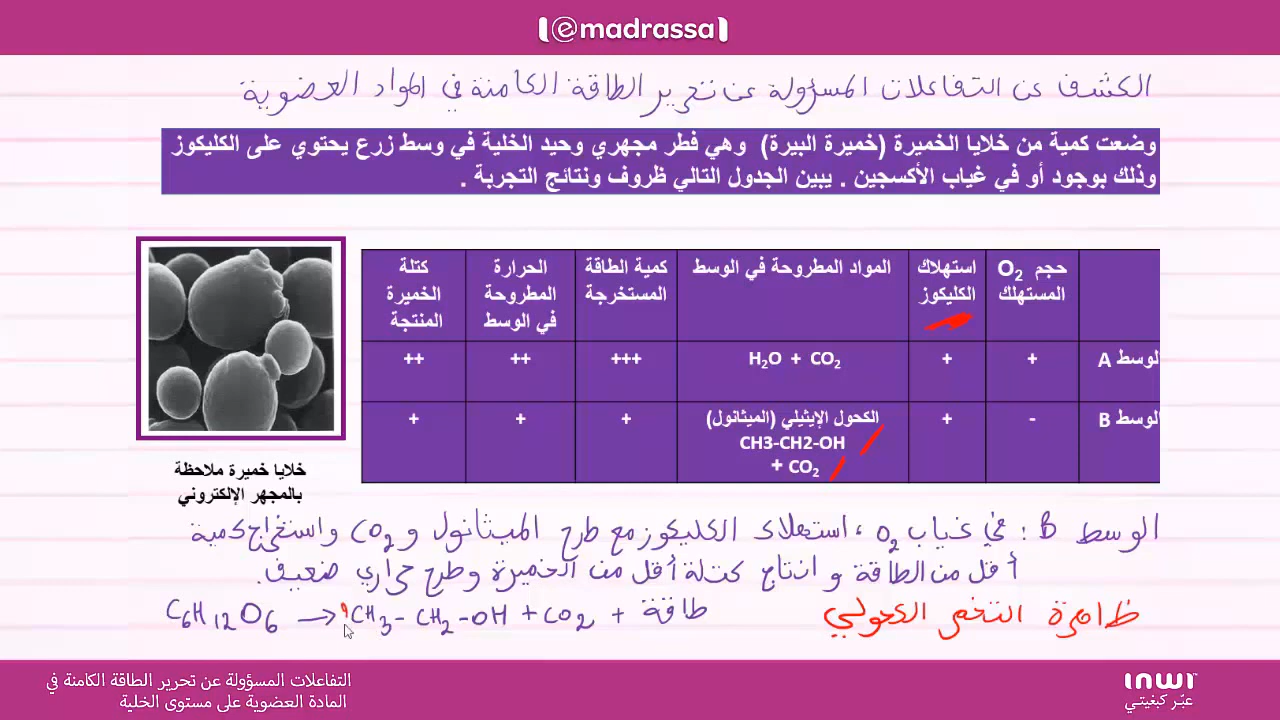 emadrassa
الكشف عن التفاعلات المسؤولة عن تحرير الطاقة الكامنة في المواد العضوية
وضعت كمية من خلايا الخميرة (خميرة البيرة) وهي فطر مجهري وحيد الخلية في وسط زرع يحتوي على الكليكوز
وذلك بوجود أو في غياب الأكسجين . يبين الجدول التالي ظروف ونتائج التجربة .
حجم O₂ المستهلك
استهلاك الكليكوز
المواد المطروحة في الوسط
كمية الطاقة المستخرجة
الحرارة المطروحة في الوسط
كتلة الخميرة المنتجة
الوسط A
+
+
H₂O + CO₂
+++
++
++
الوسط B
-
+
الكحول الإيثيلي (الميثانول)
CH3-CH2-OH
+ CO₂
+
+
+
خلايا خميرة ملاحظة
بالمجهر الإلكتروني
الوسط B : في غياب O₂ ، استهلاك الكليكوز مع طرح الميثانول و CO₂ واستخراج كمية
أقل من الطاقة و انتاج كتلة أقل من الخميرة وطرح حراري ضعيف.
C₆H₁₂O₆ → CH₃ - CH₂ - OH + CO₂ + طاقة
ظاهرة التخمر الكحولي
التفاعلات المسؤولة عن تحرير الطاقة الكامنة في
المادة العضوية على مستوى الخلية
inwi
عبّر كبغيتي